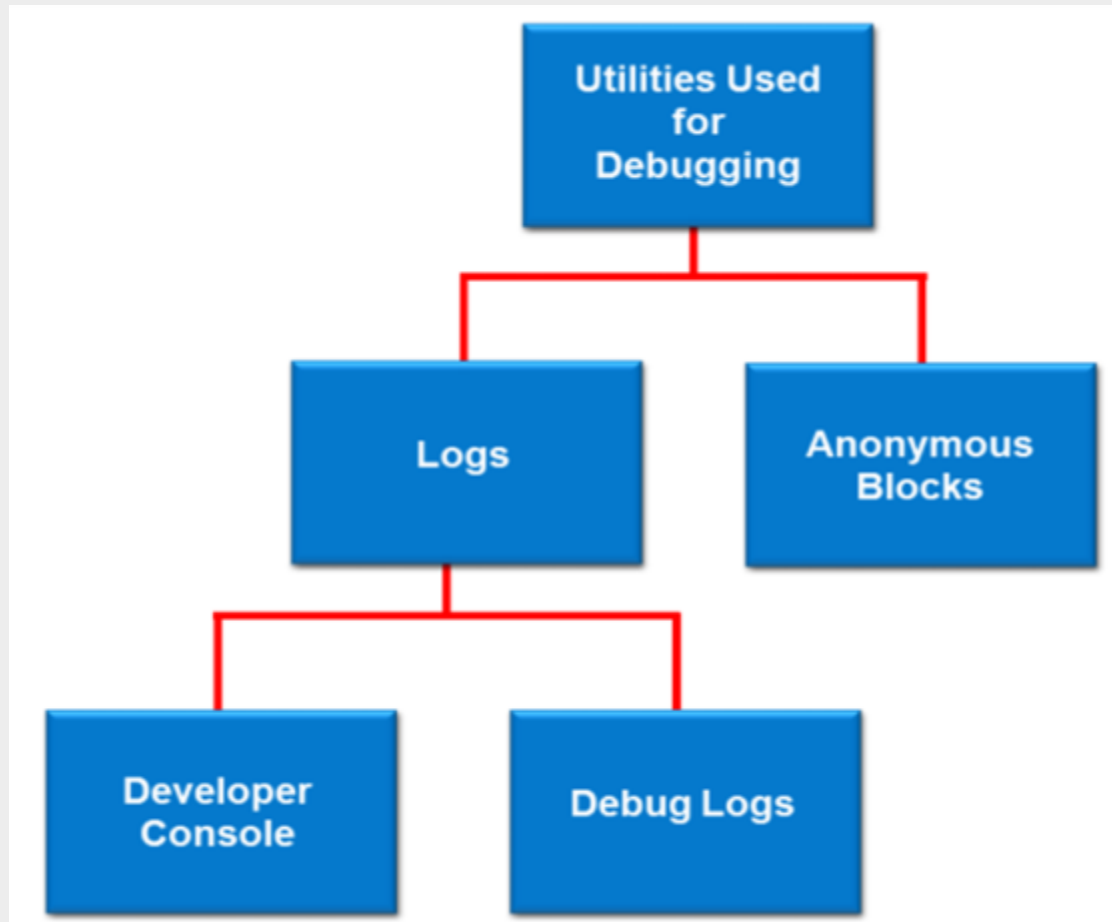 Utilities Used
for
Debugging
Logs
Anonymous
Blocks
Developer
Console
Debug Logs